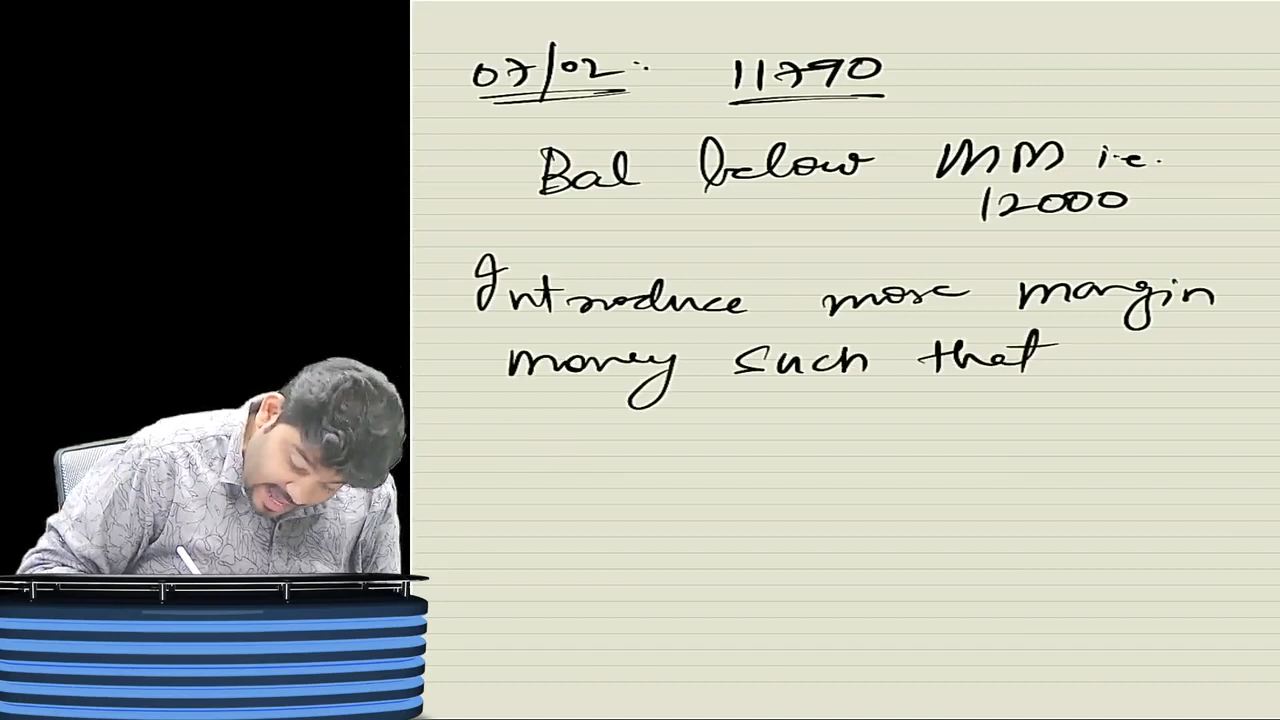 07/02:. 11790
Bal below MM i.e.
12000
Introduce more margin
money such that